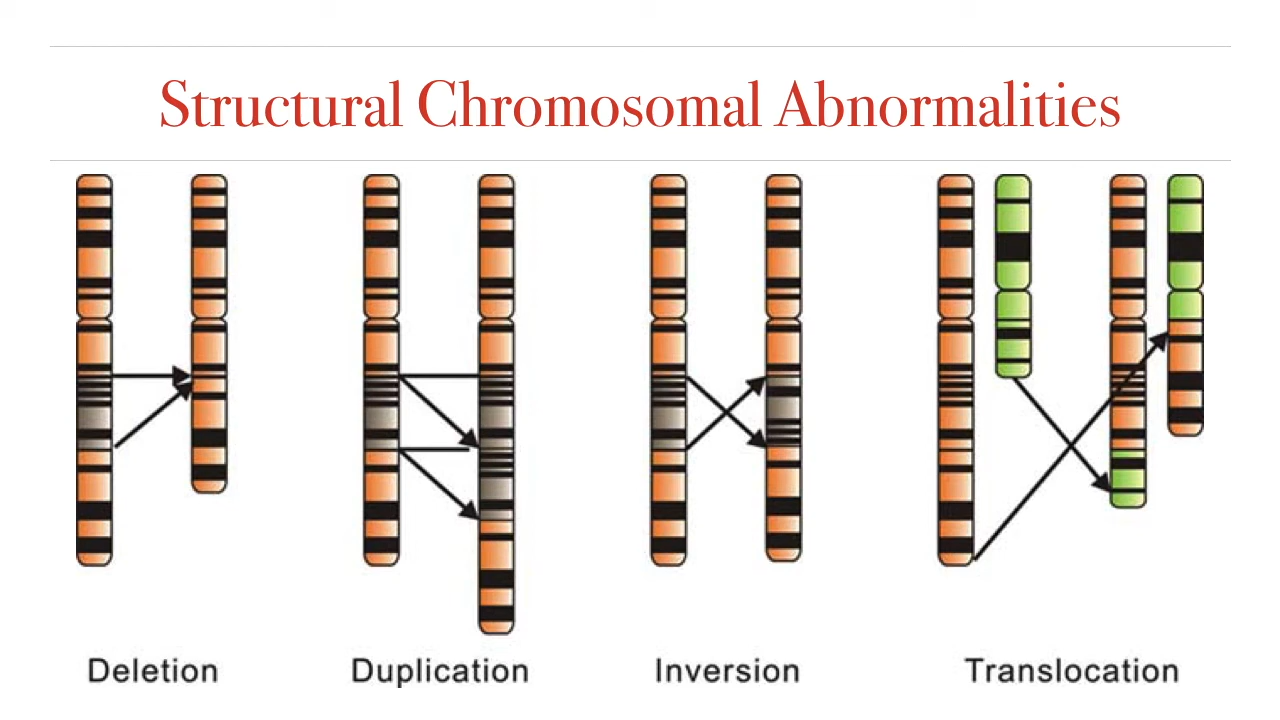 Structural Chromosomal Abnormalities
Deletion
Duplication
Inversion
Translocation